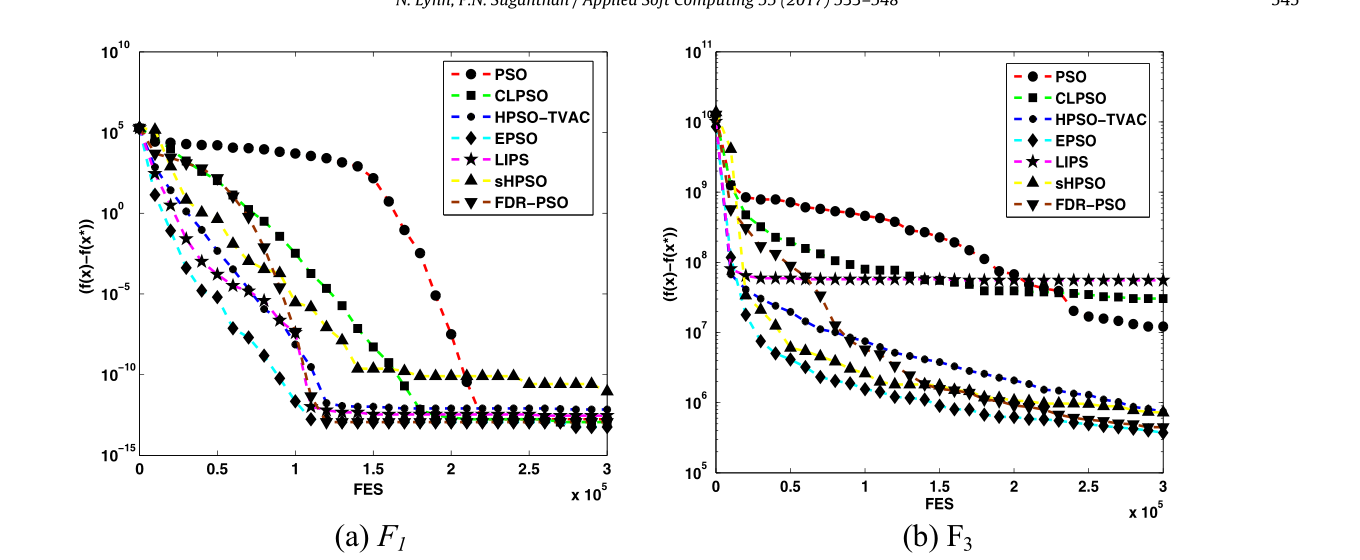 N. Lynn, P.N. Suganthan / Applied Soft Computing 55 (2017) 533–548 543
10^10
10^5
10^0
10^−5
10^−10
10^−15
(f(x)−f(x*))
PSO
CLPSO
HPSO−TVAC
EPSO
LIPS
sHPSO
FDR−PSO
0 0.5 1 1.5 2 2.5 3
FES
x 10^5
(a) F1
10^11
10^10
10^9
10^8
10^7
10^6
10^5
(f(x)−f(x*))
PSO
CLPSO
HPSO−TVAC
EPSO
LIPS
sHPSO
FDR−PSO
0 0.5 1 1.5 2 2.5 3
FES
x 10^5
(b) F3